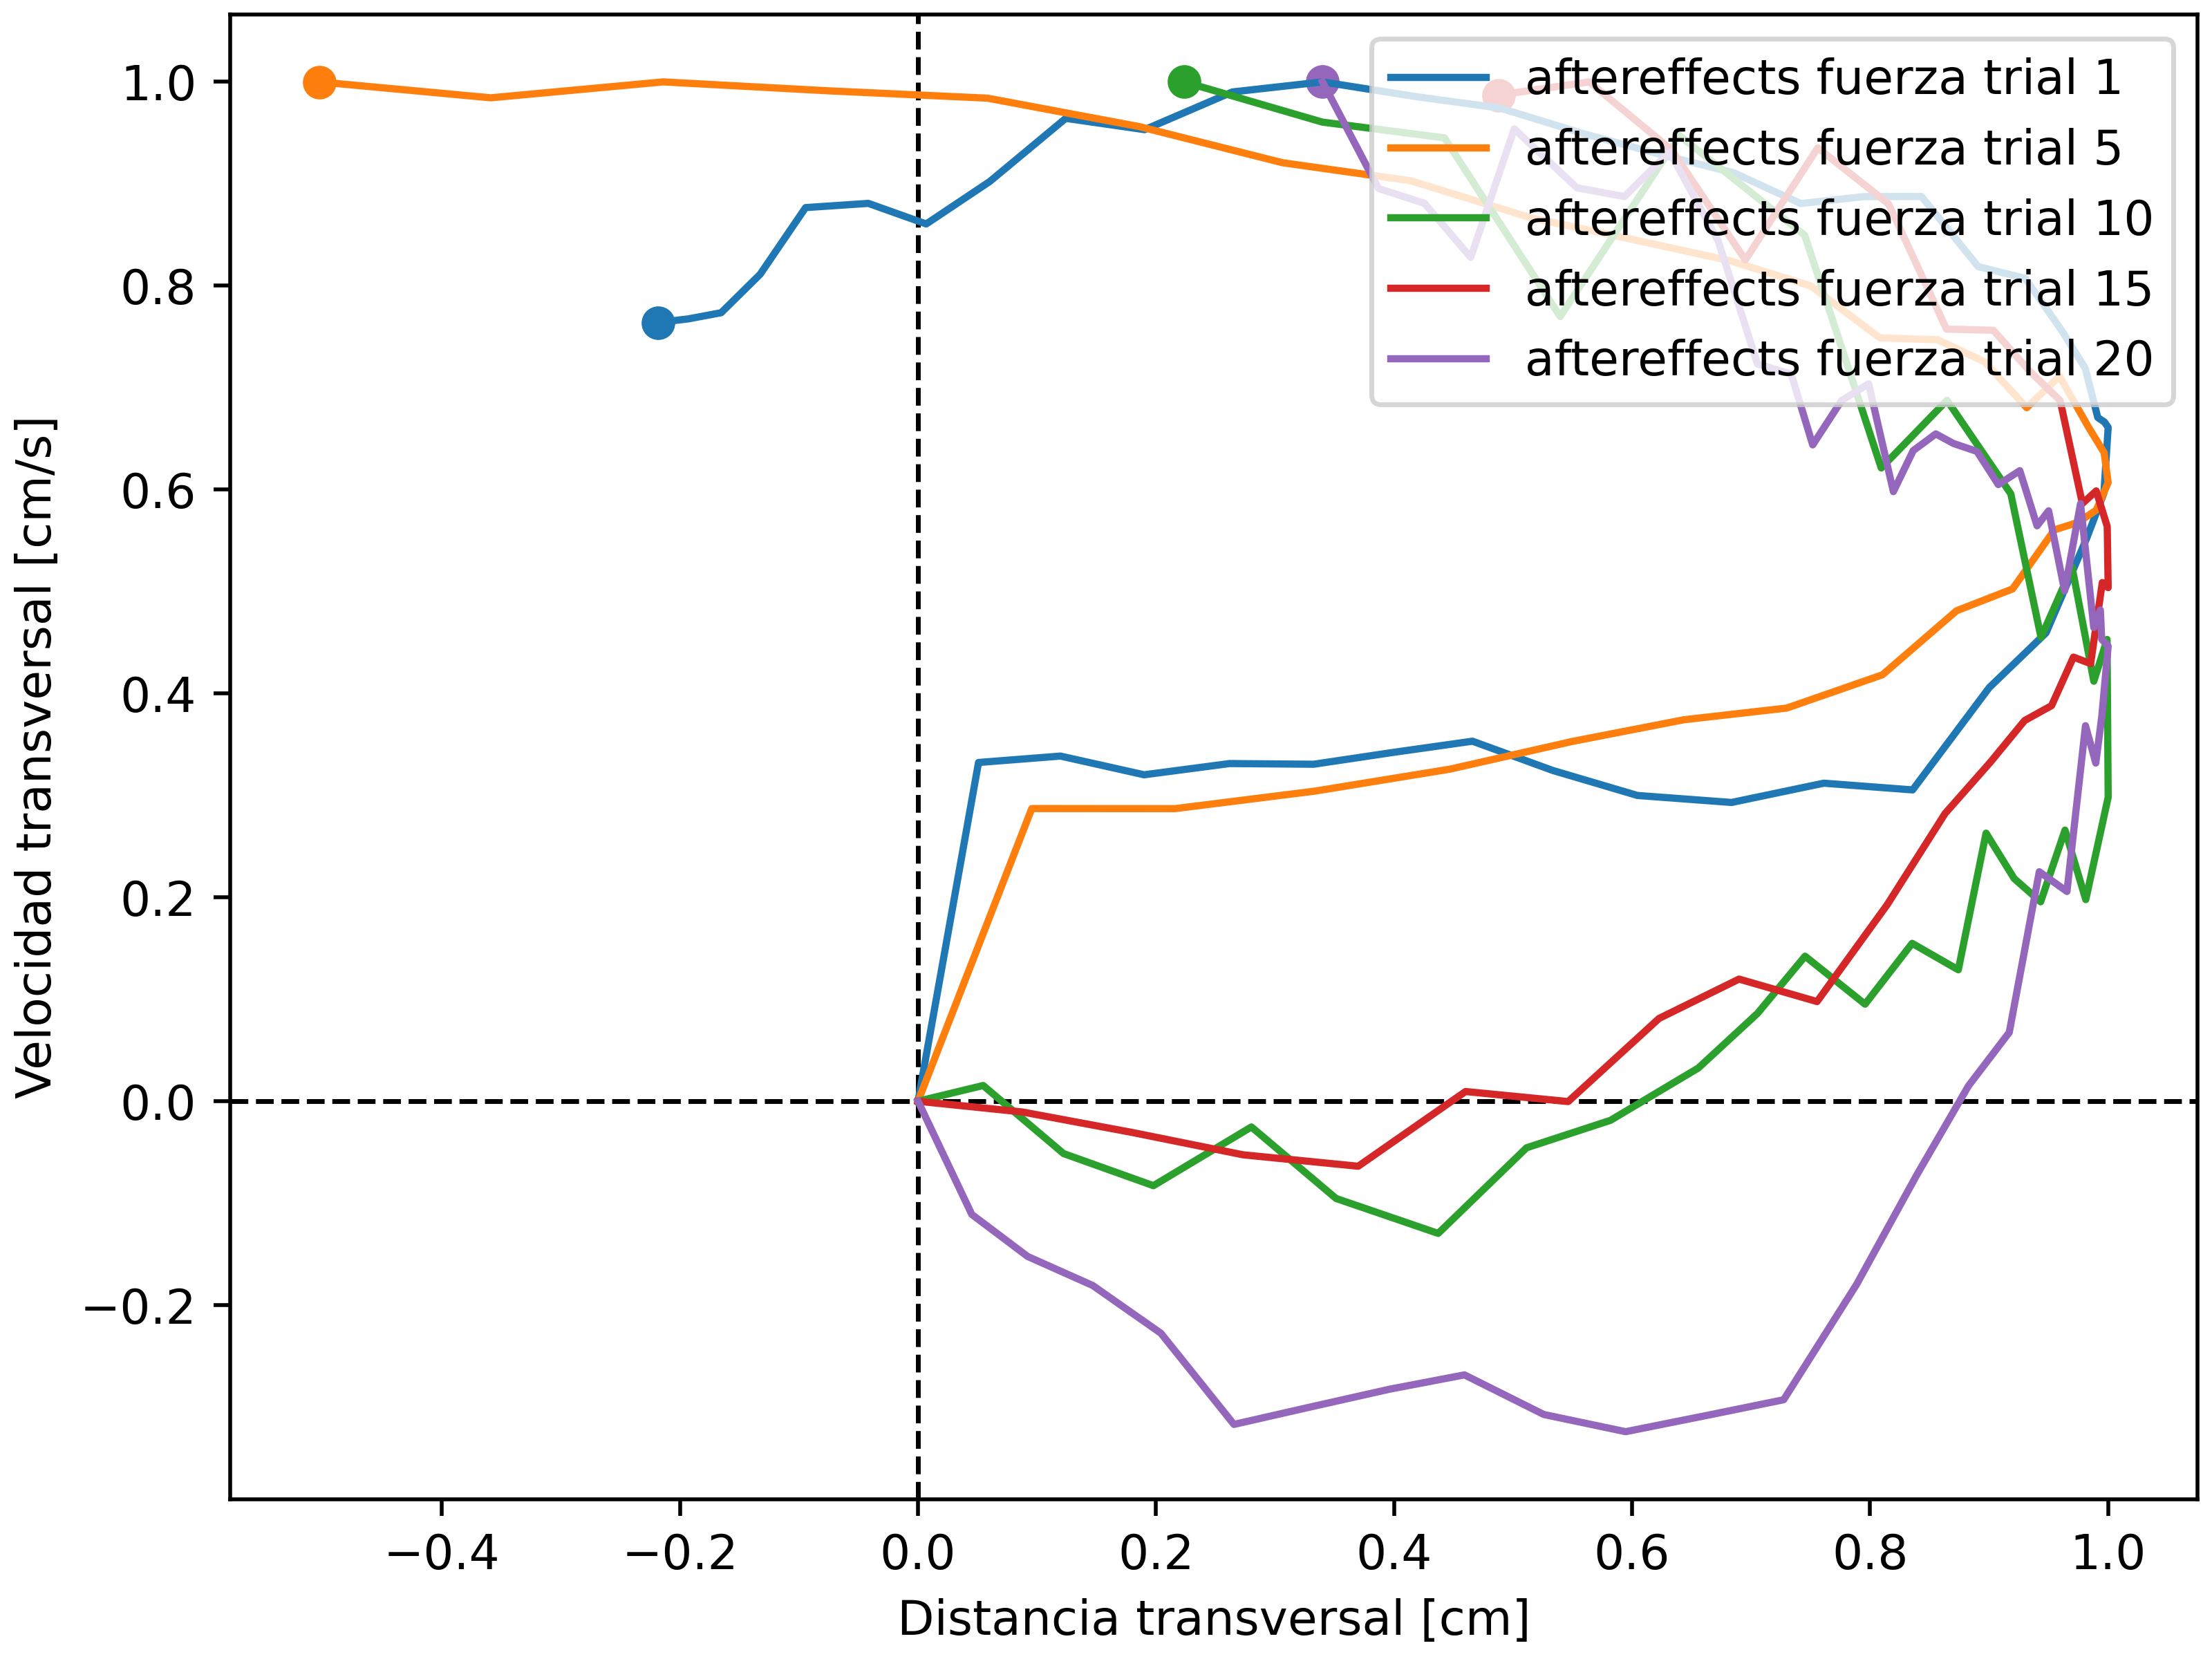 aftereffects fuerza trial 1
aftereffects fuerza trial 5
aftereffects fuerza trial 10
aftereffects fuerza trial 15
aftereffects fuerza trial 20
Velocidad transversal [cm/s]
1.0
0.8
0.6
0.4
0.2
0.0
−0.2
−0.4 −0.2 0.0 0.2 0.4 0.6 0.8 1.0
Distancia transversal [cm]